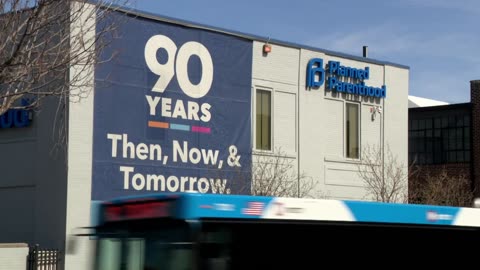 90
YEARS
Then, Now, &
Tomorrow.
Planned
Parenthood